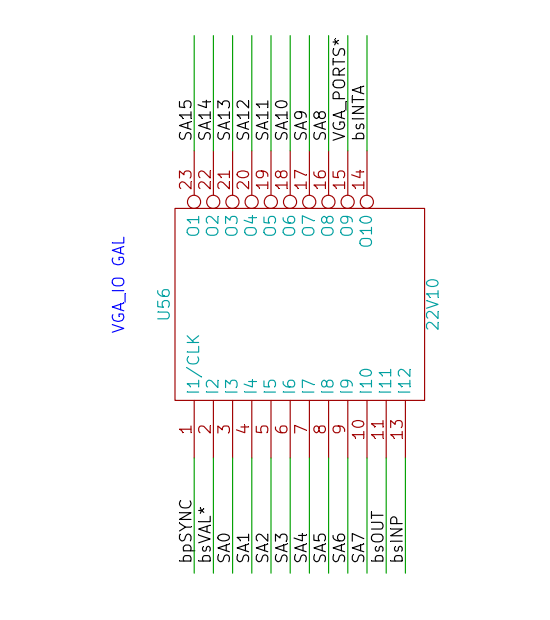 SA15
SA14
SA13
SA12
SA11
SA10
SA9
SA8
VGA_PORTS*
bsINTA
23
22
21
20
19
18
17
16
15
14
O1
O2
O3
O4
O5
O6
O7
O8
O9
O10
VGA_IO GAL
U56
22V10
I1/CLK
I2
I3
I4
I5
I6
I7
I8
I9
I10
I11
I12
1
2
3
4
5
6
7
8
9
10
11
13
bpSYNC
bsVAL*
SA0
SA1
SA2
SA3
SA4
SA5
SA6
SA7
bsOUT
bsINP